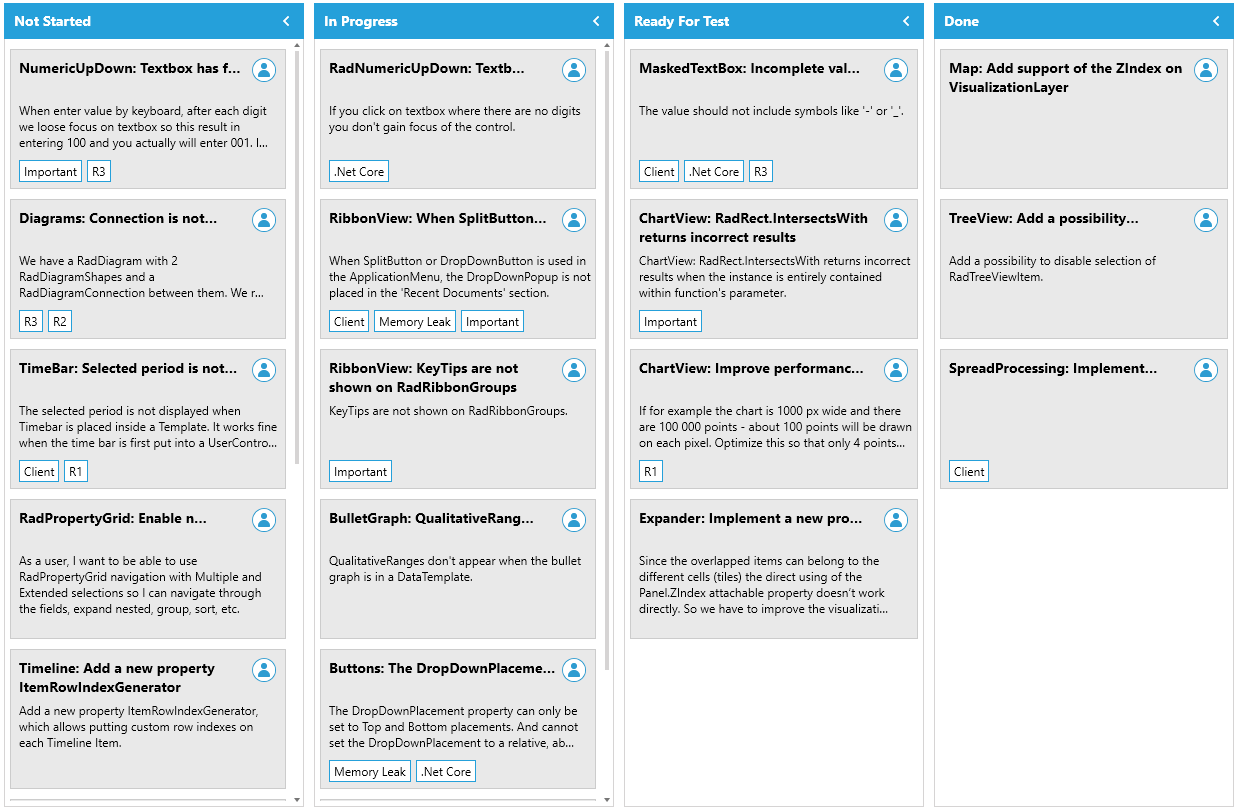 Not Started
NumericUpDown: Textbox has f...
When enter value by keyboard, after each digit
we loose focus on textbox so this result in
entering 100 and you actually will enter 001. I...
Important
R3
Diagrams: Connection is not...
We have a RadDiagram with 2
RadDiagramShapes and a
RadDiagramConnection between them. We r...
R3
R2
TimeBar: Selected period is not...
The selected period is not displayed when
Timebar is placed inside a Template. It works fine
when the time bar is first put into a UserContro...
Client
R1
RadPropertyGrid: Enable n...
As a user, I want to be able to use
RadPropertyGrid navigation with Multiple and
Extended selections so I can navigate through
the fields, expand nested, group, sort, etc.
Timeline: Add a new property
ItemRowIndexGenerator
Add a new property ItemRowIndexGenerator,
which allows putting custom row indexes on
each Timeline Item.
In Progress
RadNumericUpDown: Textb...
If you click on textbox where there are no digits
you don't gain focus of the control.
.Net Core
RibbonView: When SplitButton...
When SplitButton or DropDownButton is used in
the ApplicationMenu, the DropDownPopup is not
placed in the 'Recent Documents' section.
Client
Memory Leak
Important
RibbonView: KeyTips are not
shown on RadRibbonGroups
KeyTips are not shown on RadRibbonGroups.
Important
BulletGraph: QualitativeRang...
QualitativeRanges don't appear when the bullet
graph is in a DataTemplate.
Buttons: The DropDownPlaceme...
The DropDownPlacement property can only be
set to Top and Bottom placements. And cannot
set the DropDownPlacement to a relative, ab...
Memory Leak
.Net Core
Ready For Test
MaskedTextBox: Incomplete val...
The value should not include symbols like '-' or '_'.
Client
.Net Core
R3
ChartView: RadRect.IntersectsWith
returns incorrect results
ChartView: RadRect.IntersectsWith returns incorrect
results when the instance is entirely contained
within function's parameter.
Important
ChartView: Improve performanc...
If for example the chart is 1000 px wide and there
are 100 000 points - about 100 points will be drawn
on each pixel. Optimize this so that only 4 points...
R1
Expander: Implement a new pro...
Since the overlapped items can belong to the
different cells (tiles) the direct using of the
Panel.ZIndex attachable property doesn't work
directly. So we have to improve the visualizati...
Done
Map: Add support of the ZIndex on
VisualizationLayer
TreeView: Add a possibility...
Add a possibility to disable selection of
RadTreeViewItem.
SpreadProcessing: Implement...
Client